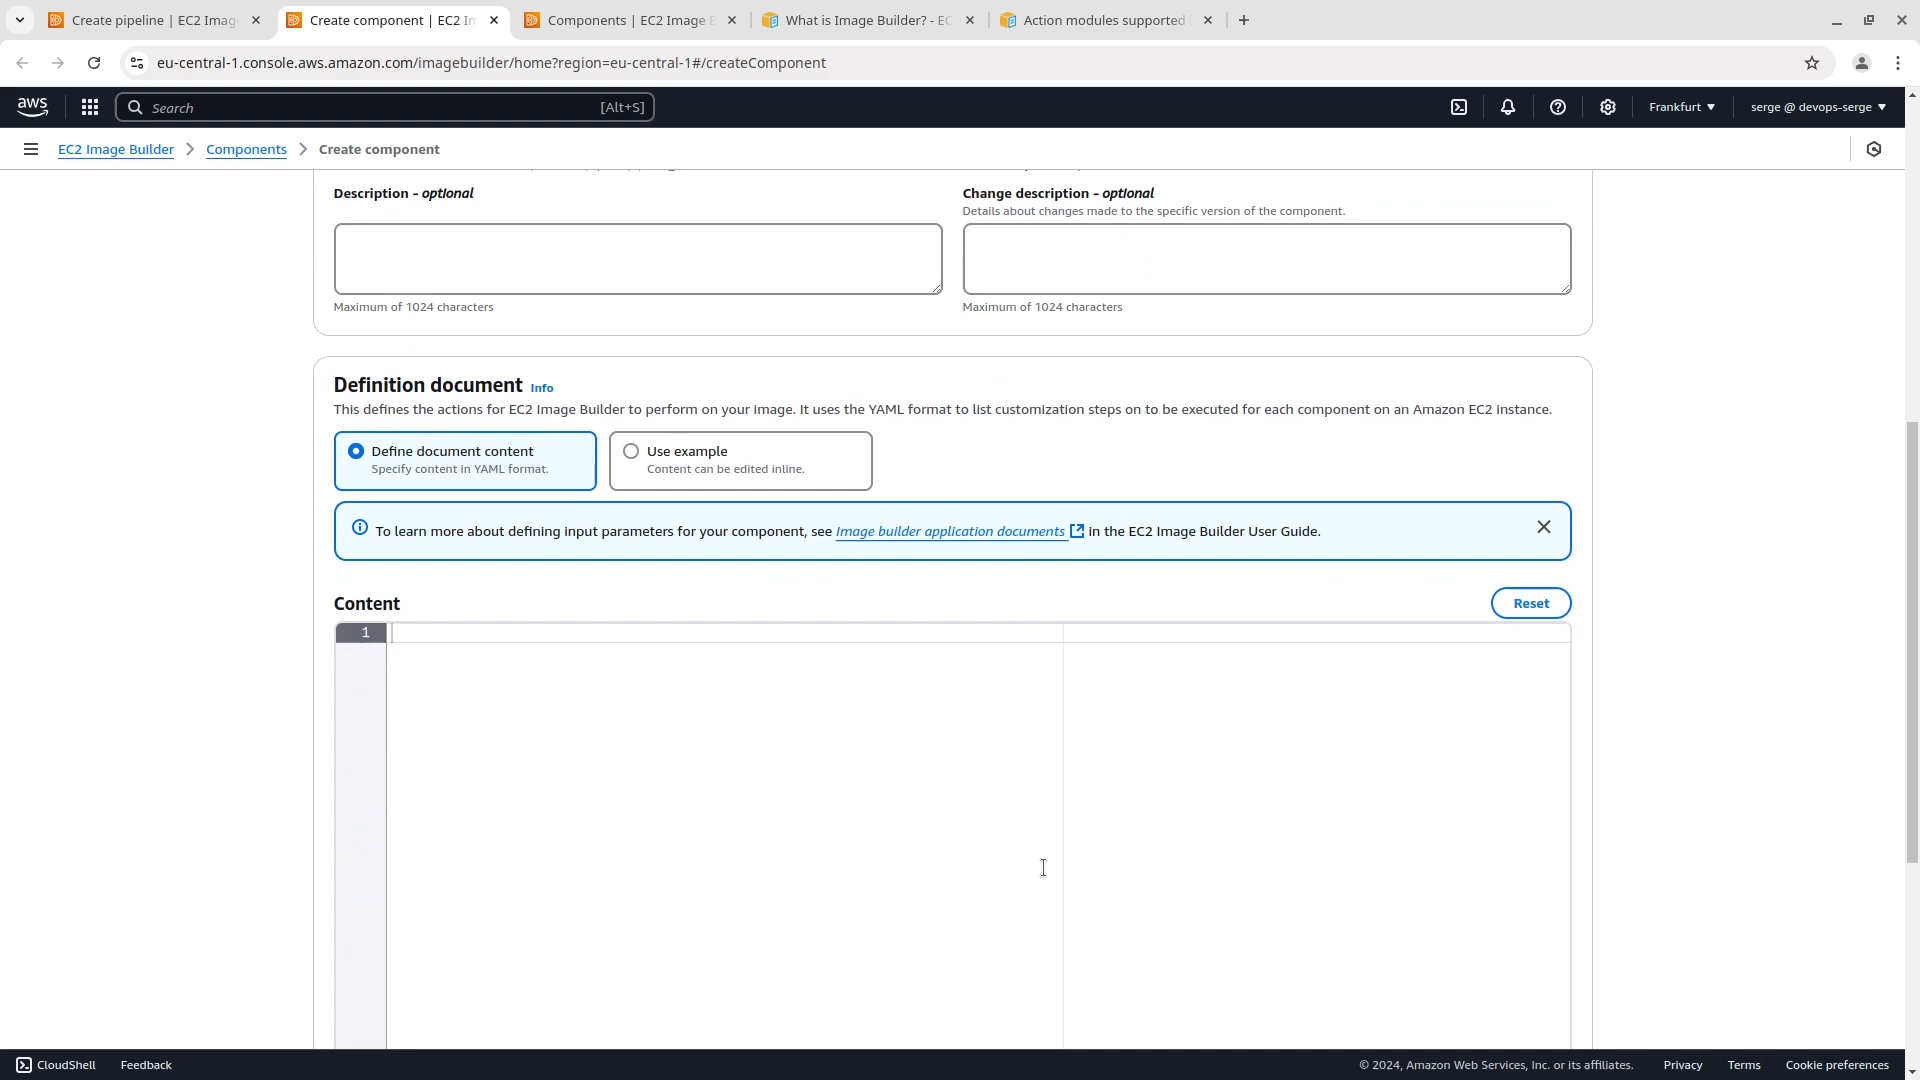 Create pipeline | EC2 Imag
Create component | EC2 In
Components | EC2 Image E
What is Image Builder? - EC
Action modules supported
eu-central-1.console.aws.amazon.com/imagebuilder/home?region=eu-central-1#/createComponent
aws
Search
[Alt+S]
Frankfurt
serge @ devops-serge
EC2 Image Builder
Components
Create component
Description - optional
Change description - optional
Details about changes made to the specific version of the component.
Maximum of 1024 characters
Maximum of 1024 characters
Definition document Info
This defines the actions for EC2 Image Builder to perform on your image. It uses the YAML format to list customization steps on to be executed for each component on an Amazon EC2 instance.
Define document content
Specify content in YAML format.
Use example
Content can be edited inline.
To learn more about defining input parameters for your component, see Image builder application documents in the EC2 Image Builder User Guide.
Content
Reset
1
CloudShell
Feedback
© 2024, Amazon Web Services, Inc. or its affiliates.
Privacy
Terms
Cookie preferences